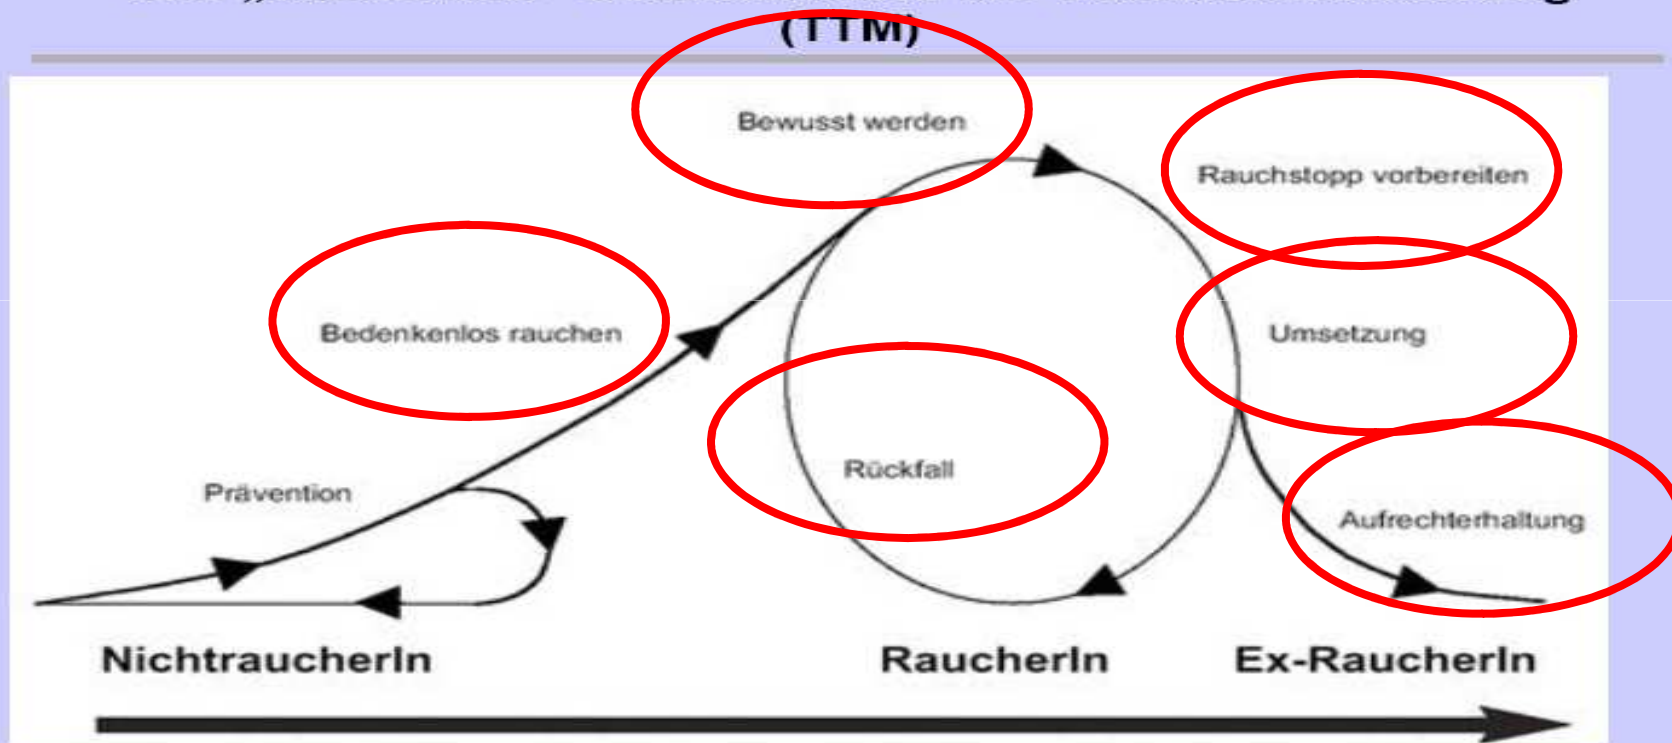 (TTM)
Bewusst werden
Rauchstopp vorbereiten
Bedenkenlos rauchen
Umsetzung
Rückfall
Prävention
Aufrechterhaltung
NichtraucherIn
RaucherIn
Ex-RaucherIn